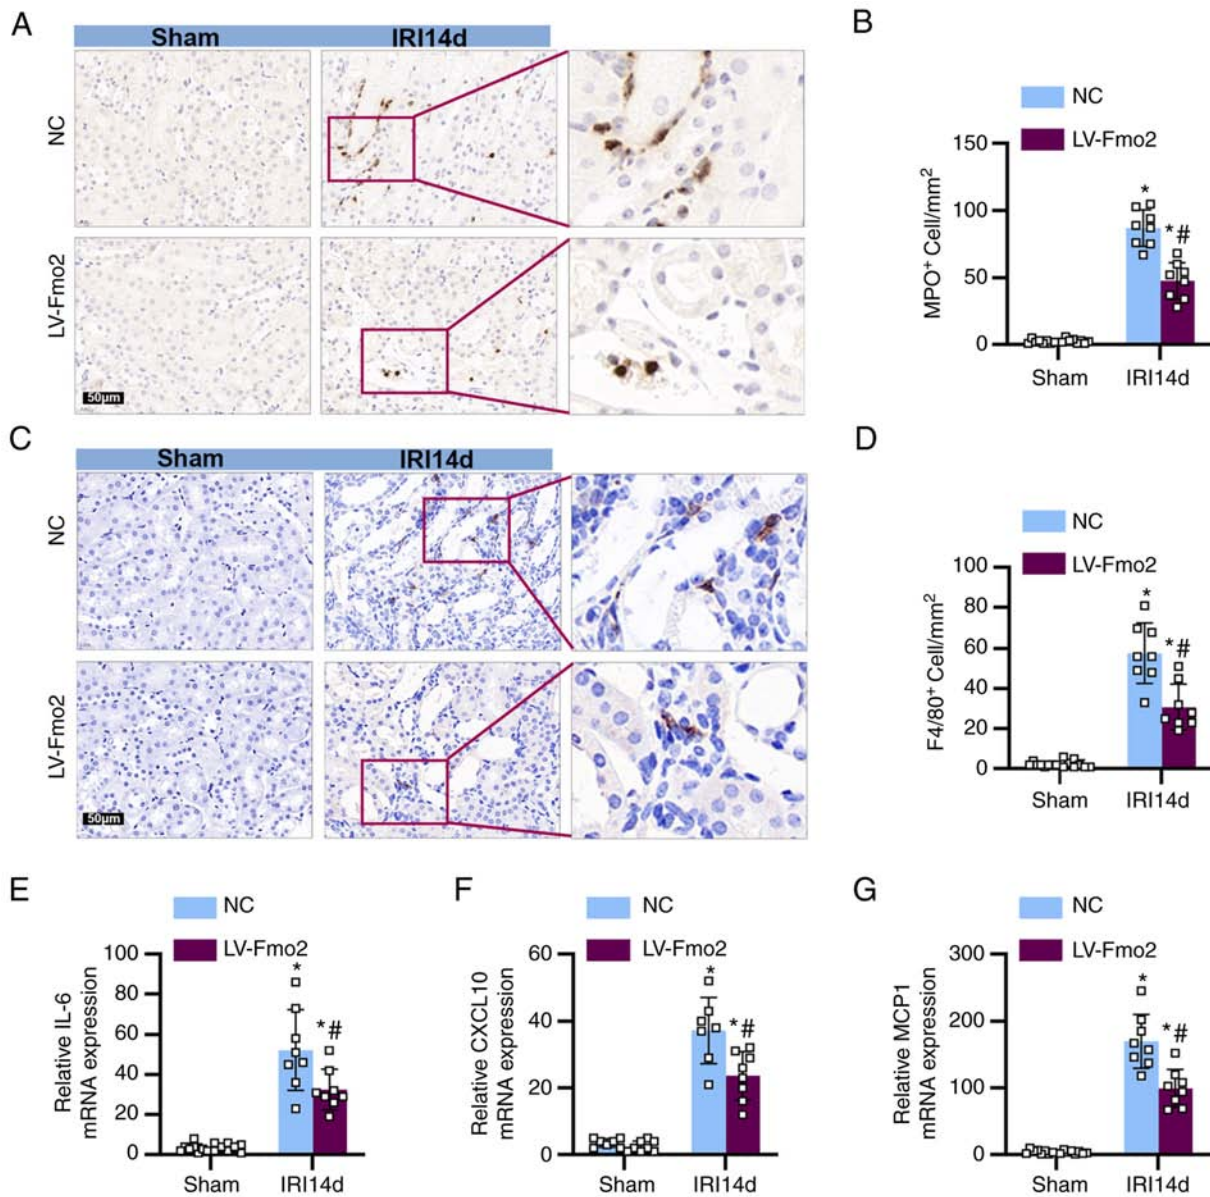 A
Sham IRI14d
NC
LV-Fmo2
50μm
B
NC
LV-Fmo2
MPO⁺ Cell/mm²
150
100
50
0
*
*#
Sham IRI14d
C
Sham IRI14d
NC
LV-Fmo2
50μm
D
NC
LV-Fmo2
F4/80⁺ Cell/mm²
100
80
60
40
20
0
*
*#
Sham IRI14d
E
NC
LV-Fmo2
Relative IL-6
mRNA expression
100
80
60
40
20
0
*
*#
Sham IRI14d
F
NC
LV-Fmo2
Relative CXCL10
mRNA expression
60
40
20
0
*
*#
Sham IRI14d
G
NC
LV-Fmo2
Relative MCP1
mRNA expression
300
200
100
0
*
*#
Sham IRI14d